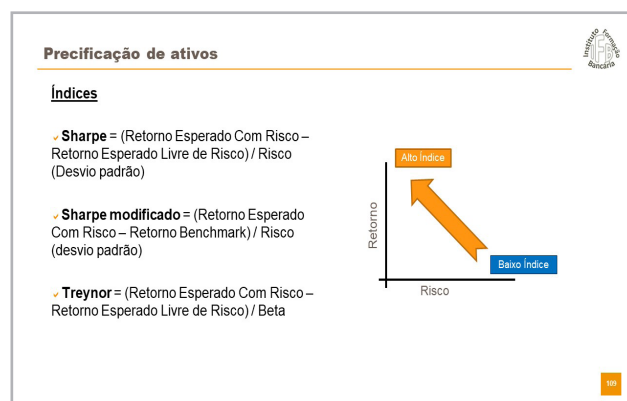 Precificação de ativos
Instituto Formação
IFB
Bancária
Índices
Sharpe = (Retorno Esperado Com Risco –
Retorno Esperado Livre de Risco) / Risco
(Desvio padrão)
Sharpe modificado = (Retorno Esperado
Com Risco – Retorno Benchmark) / Risco
(desvio padrão)
Treynor = (Retorno Esperado Com Risco –
Retorno Esperado Livre de Risco) / Beta
Alto Índice
Retorno
Baixo Índice
Risco
109